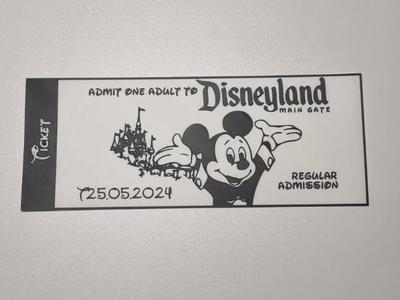 TICKET
ADMIT ONE ADULT TO
Disneyland
MAIN GATE
T25.05.2024
REGULAR
ADMISSION